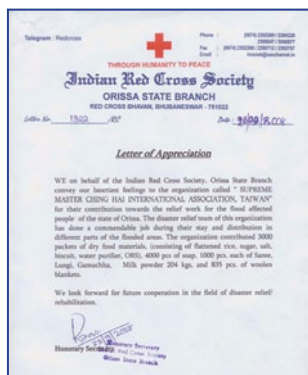 Telegram : Redcross
Phone :
Fax :
Email :
THROUGH HUMANITY TO PEACE
Indian Red Cross Society
ORISSA STATE BRANCH
RED CROSS BHAVAN, BHUBANESWAR - 751022
Letter No. 1522 /RC
Date :
Letter of Appreciation
WE on behalf of the Indian Red Cross Society, Orissa State Branch
convey our heartiest feelings to the organization called " SUPREME
MASTER CHING HAI INTERNATIONAL ASSOCIATION, TAIWAN"
for their contribution towards the relief work for the flood affected
people of the state of Orissa. The disaster relief team of this organization
has done a commendable job during their stay and distribution in
different parts of the flooded areas. The organization contributed 3000
packets of dry food materials, (consisting of flattened rice, sugar, salt,
biscuit, water purifier, ORS), 4000 pcs of soap, 1000 pcs. each of Saree,
Lungi, Gamuchha, Milk powder 204 kgs, and 835 pcs. of woolen
blankets.
We look forward for future cooperation in the field of disaster relief/
rehabilitation.
Honorary Secretary
Honorary Secretary
Red Cross Society
Orissa State Branch